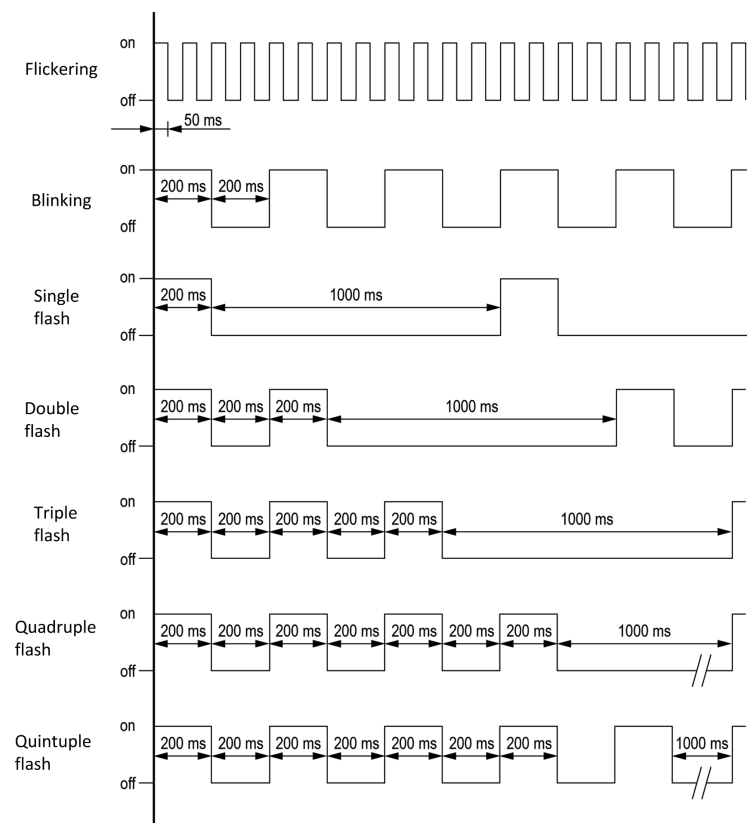 on
Flickering
off
50 ms
on
200 ms 200 ms
Blinking
off
on
Single
flash
200 ms 1000 ms
off
on
Double
flash
200 ms 200 ms 200 ms 1000 ms
off
on
Triple
flash
200 ms 200 ms 200 ms 200 ms 200 ms 1000 ms
off
on
Quadruple
flash
200 ms 200 ms 200 ms 200 ms 200 ms 200 ms 200 ms 1000 ms
off
on
Quintuple
flash
200 ms 200 ms 200 ms 200 ms 200 ms 200 ms 200 ms 1000 ms
off